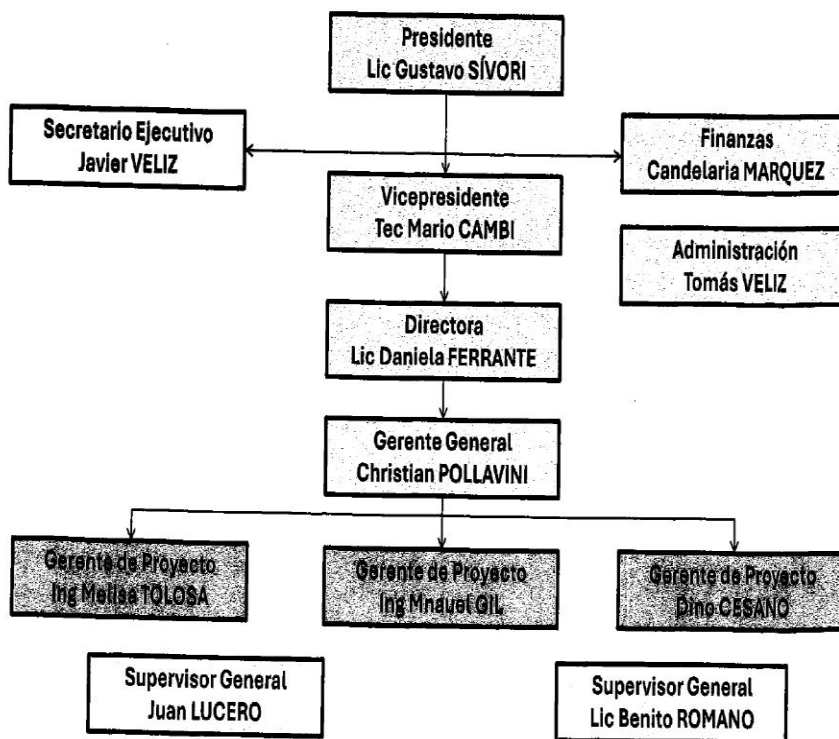 Presidente
Lic Gustavo SÍVORI
Secretario Ejecutivo
Javier VELIZ
Finanzas
Candelaria MARQUEZ
Vicepresidente
Tec Mario CAMBI
Administración
Tomás VELIZ
Directora
Lic Daniela FERRANTE
Gerente General
Christian POLLAVINI
Gerente de Proyecto
Ing Melisa TOLOSA
Gerente de Proyecto
Ing Mnauel GIL
Gerente de Proyecto
Dino CESANO
Supervisor General
Juan LUCERO
Supervisor General
Lic Benito ROMANO